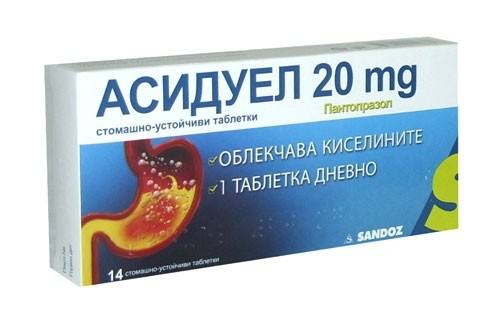 АСИДУЕЛ 20 mg
Пантопразол
стомашно-устойчиви таблетки
ОБЛЕКЧАВА КИСЕЛИНИТЕ
1 ТАБЛЕТКА ДНЕВНО
SANDOZ
14 стомашно-устойчиви таблетки